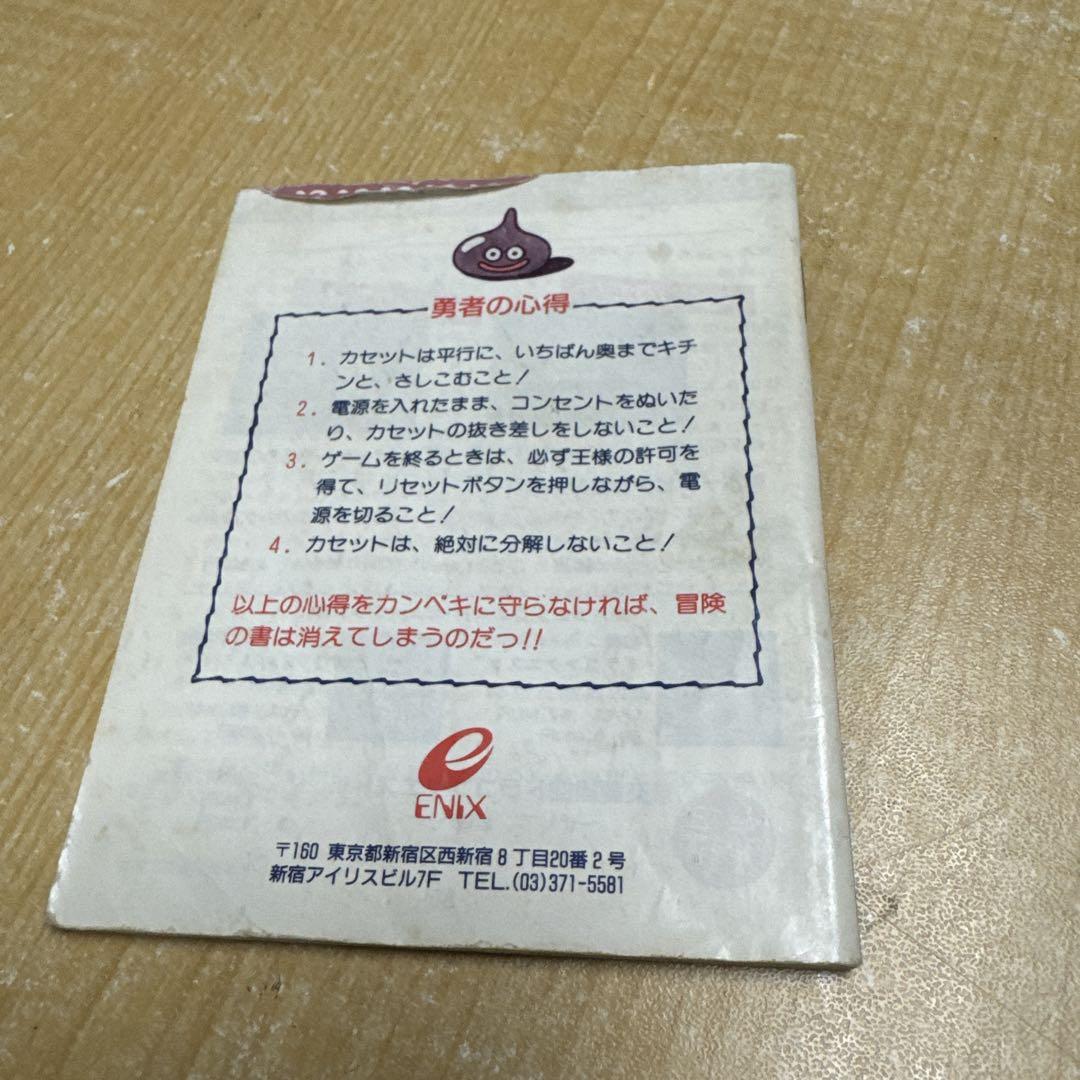 勇者の心得
1. カセットは平行に、いちばん奥までキチ
ンと、さしこむこと!
2. 電源を入れたまま、コンセントをぬいた
り、カセットの抜き差しをしないこと!
3. ゲームを終るときは、必ず王様の許可を
得て、リセットボタンを押しながら、電
源を切ること!
4. カセットは、絶対に分解しないこと!
以上の心得をカンペキに守らなければ、冒険
の書は消えてしまうのだっ!!
e
ENIX
〒160 東京都新宿区西新宿8丁目20番2号
新宿アイリスビル7F TEL.(03)371-5581